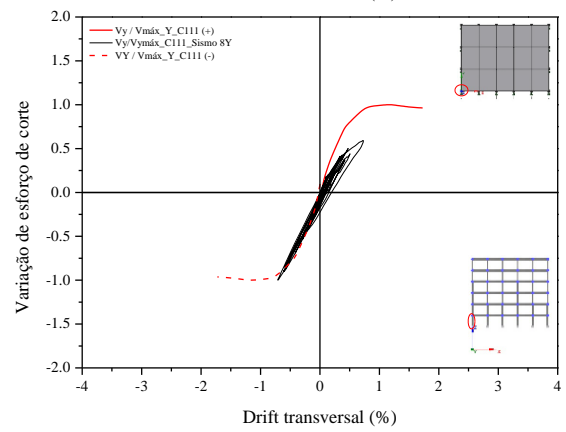 2.0
1.5
1.0
0.5
0.0
-0.5
-1.0
-1.5
-2.0
Variação de esforço de corte
Vy / Vmáx_Y_C111 (+)
Vy/Vymáx_C111_Sismo 8Y
VY / Vmáx_Y_C111 (-)
-4 -3 -2 -1 0 1 2 3 4
Drift transversal (%)